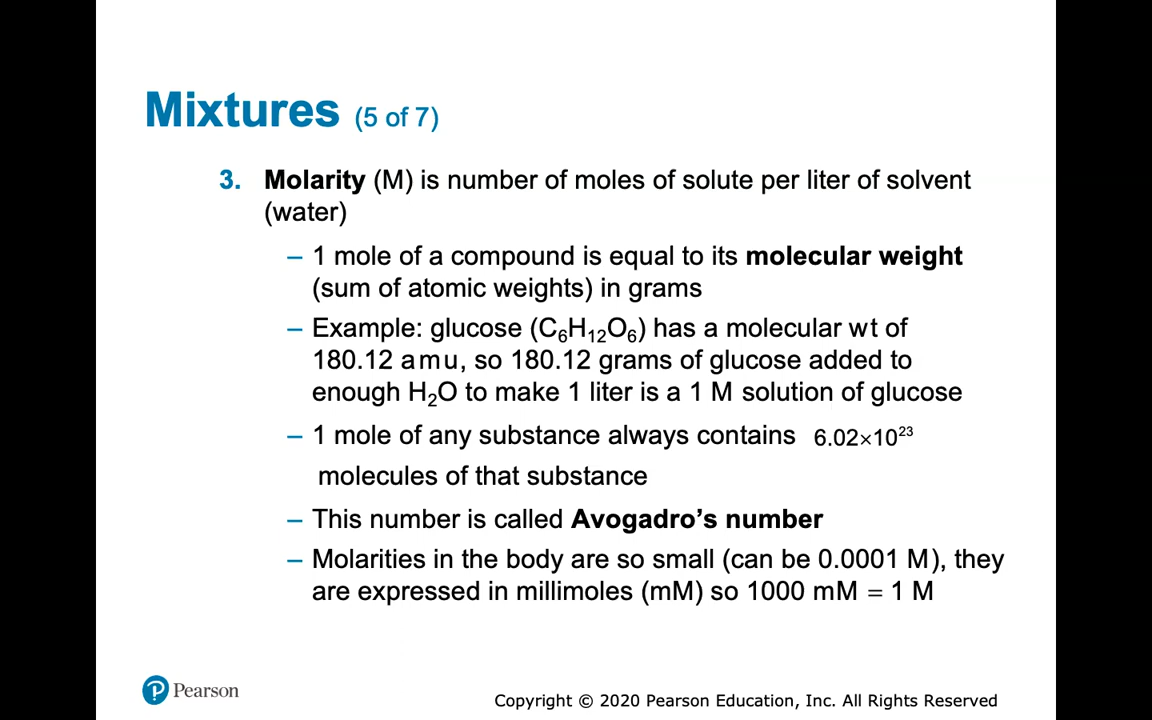 Mixtures (5 of 7)
3. Molarity (M) is number of moles of solute per liter of solvent
(water)
– 1 mole of a compound is equal to its molecular weight
(sum of atomic weights) in grams
– Example: glucose (C₆H₁₂O₆) has a molecular wt of
180.12 amu, so 180.12 grams of glucose added to
enough H₂O to make 1 liter is a 1 M solution of glucose
– 1 mole of any substance always contains 6.02×10²³
molecules of that substance
– This number is called Avogadro’s number
– Molarities in the body are so small (can be 0.0001 M), they
are expressed in millimoles (mM) so 1000 mM = 1 M
P Pearson
Copyright © 2020 Pearson Education, Inc. All Rights Reserved